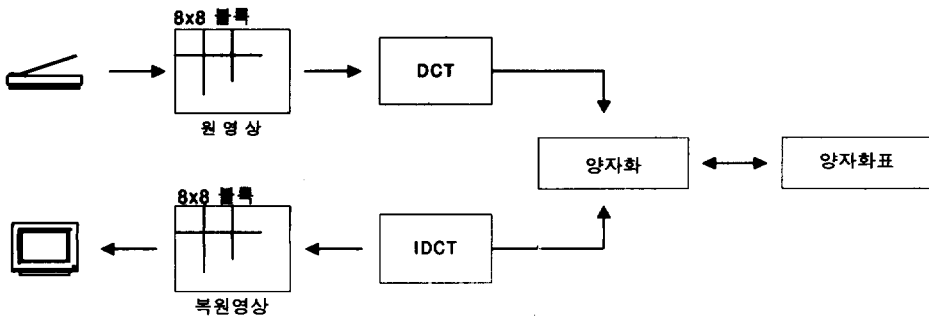 8x8 블록
원 영 상
DCT
양자화
양자화표
8x8 블록
복원영상
IDCT